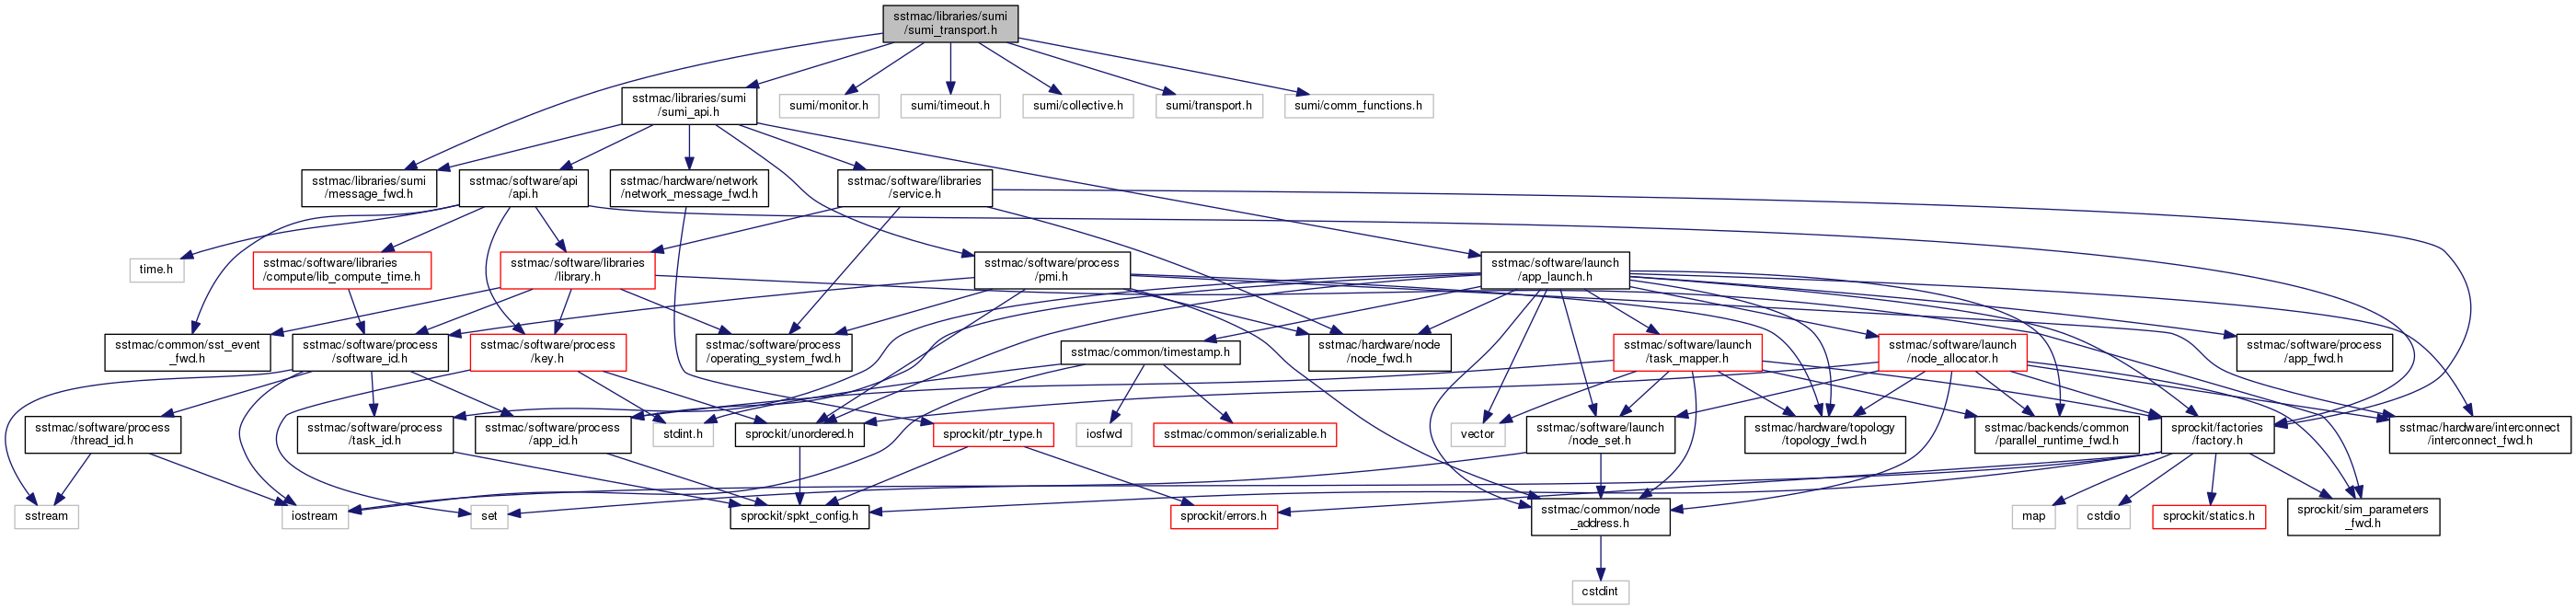 sstmac/libraries/sumi
/sumi_transport.h
sstmac/libraries/sumi
/sumi_api.h
sumi/monitor.h
sumi/timeout.h
sumi/collective.h
sumi/transport.h
sumi/comm_functions.h
sstmac/libraries/sumi
/message_fwd.h
sstmac/software/api
/api.h
sstmac/hardware/network
/network_message_fwd.h
sstmac/software/libraries
/service.h
time.h
sstmac/software/libraries
/compute/lib_compute_time.h
sstmac/software/libraries
/library.h
sstmac/software/process
/pmi.h
sstmac/software/launch
/app_launch.h
sstmac/common/sst_event
_fwd.h
sstmac/software/process
/software_id.h
sstmac/software/process
/key.h
sstmac/software/process
/operating_system_fwd.h
sstmac/common/timestamp.h
sstmac/hardware/node
/node_fwd.h
sstmac/software/launch
/task_mapper.h
sstmac/software/launch
/node_allocator.h
sstmac/software/process
/app_fwd.h
sstmac/software/process
/thread_id.h
sstmac/software/process
/task_id.h
sstmac/software/process
/app_id.h
stdint.h
sprockit/unordered.h
sprockit/ptr_type.h
iosfwd
sstmac/common/serializable.h
vector
sstmac/software/launch
/node_set.h
sstmac/hardware/topology
/topology_fwd.h
sstmac/backends/common
/parallel_runtime_fwd.h
sprockit/factories
/factory.h
sstmac/hardware/interconnect
/interconnect_fwd.h
sstream
iostream
set
sprockit/spkt_config.h
sprockit/errors.h
sstmac/common/node
_address.h
map
cstdio
sprockit/statics.h
sprockit/sim_parameters
_fwd.h
cstdint